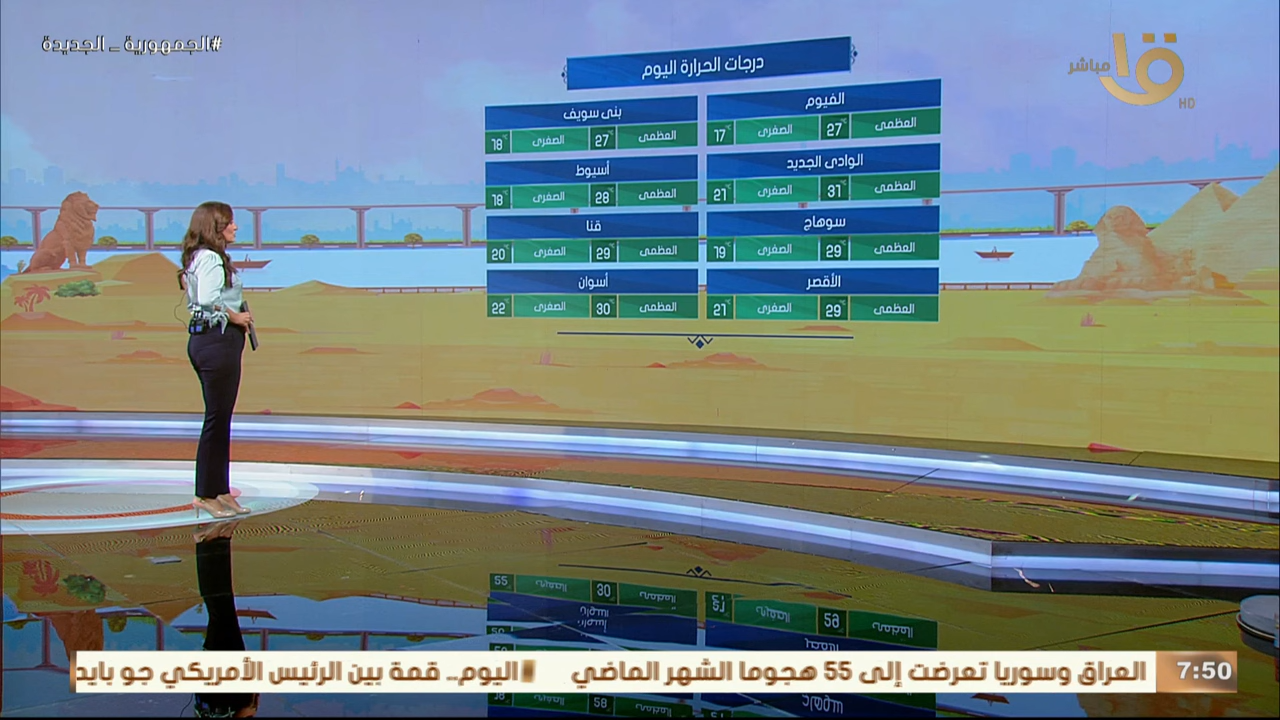 #الجمهورية_الجديدة
مباشر
HD
درجات الحرارة اليوم
الفيوم
العظمى 27°C الصغرى 17°C
بنى سويف
العظمى 27°C الصغرى 18°C
الوادى الجديد
العظمى 31°C الصغرى 21°C
أسيوط
العظمى 28°C الصغرى 18°C
سوهاج
العظمى 29°C الصغرى 19°C
قنا
العظمى 29°C الصغرى 20°C
الأقصر
العظمى 29°C الصغرى 21°C
أسوان
العظمى 30°C الصغرى 22°C
7:50 العراق وسوريا تعرضت إلى 55 هجوما الشهر الماضي اليوم.. قمة بين الرئيس الأمريكي جو